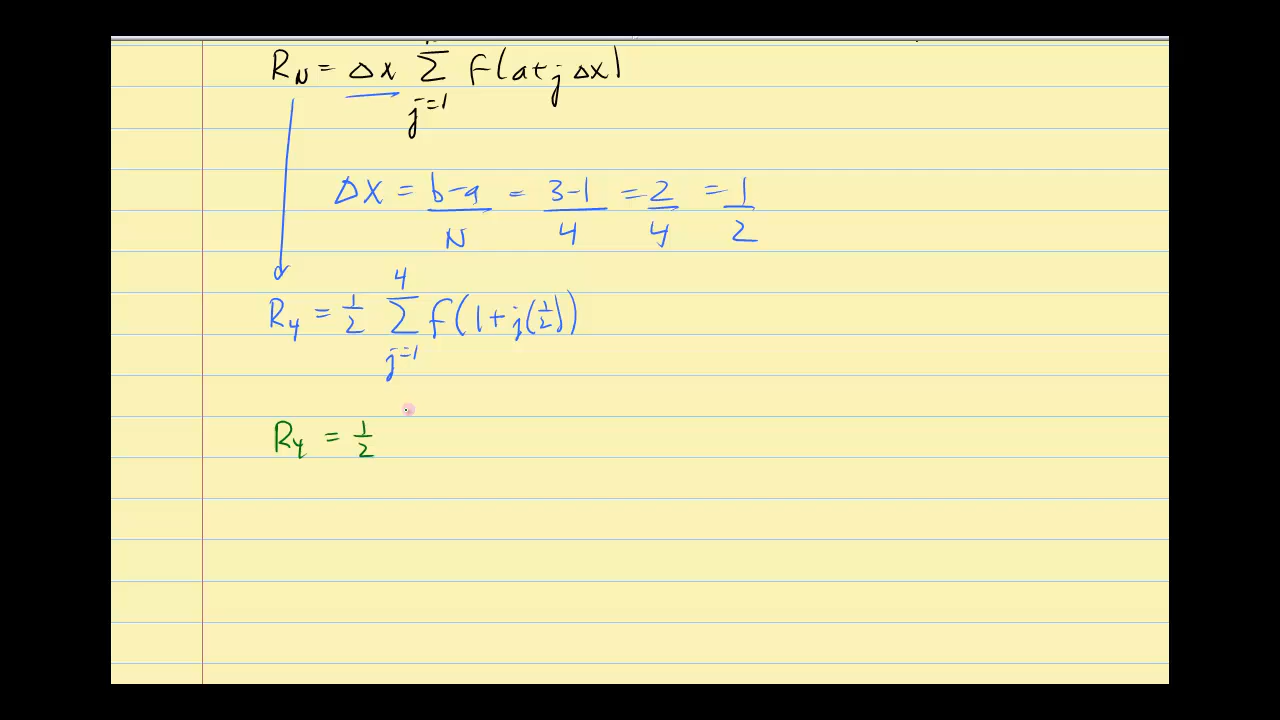 R_N = Δx Σ_{j=1} f(a+j Δx)
Δx = (b-a)/N = (3-1)/4 = 2/4 = 1/2
R_4 = 1/2 Σ_{j=1}^{4} f(1+j(1/2))
R_4 = 1/2